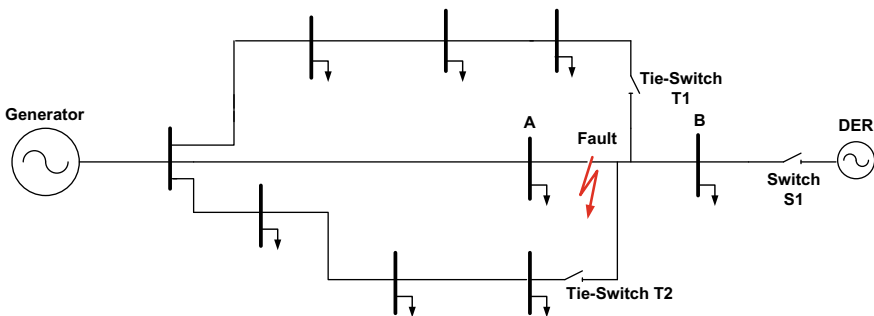 Generator
Tie-Switch
T1
A
Fault
B
DER
Switch
S1
Tie-Switch T2